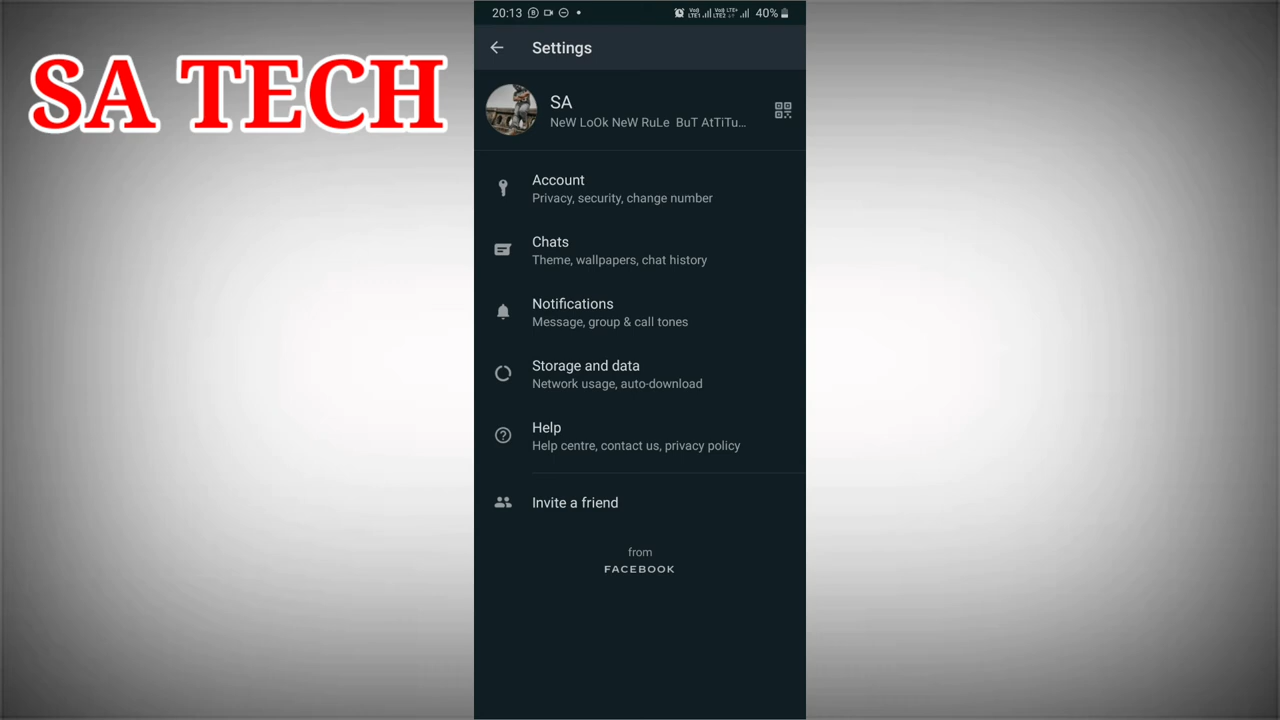 SA TECH
20:13
40%
Settings
SA
NeW LoOk NeW RuLe BuT AtTiTu...
Account
Privacy, security, change number
Chats
Theme, wallpapers, chat history
Notifications
Message, group & call tones
Storage and data
Network usage, auto-download
Help
Help centre, contact us, privacy policy
Invite a friend
from
FACEBOOK